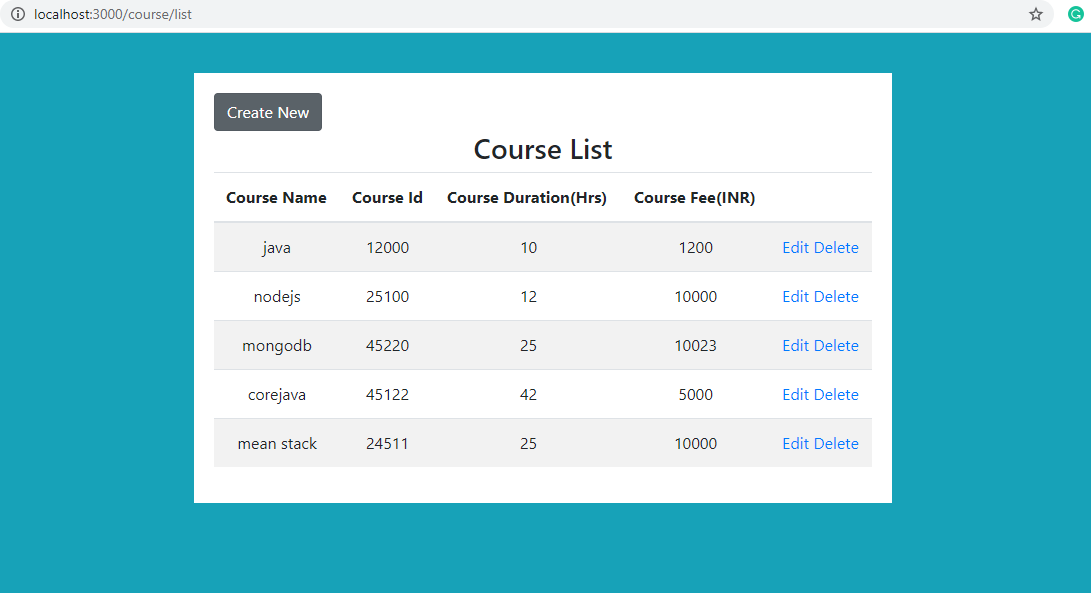 localhost:3000/course/list
Create New
Course List
Course Name Course Id Course Duration(Hrs) Course Fee(INR)
java 12000 10 1200 Edit Delete
nodejs 25100 12 10000 Edit Delete
mongodb 45220 25 10023 Edit Delete
corejava 45122 42 5000 Edit Delete
mean stack 24511 25 10000 Edit Delete